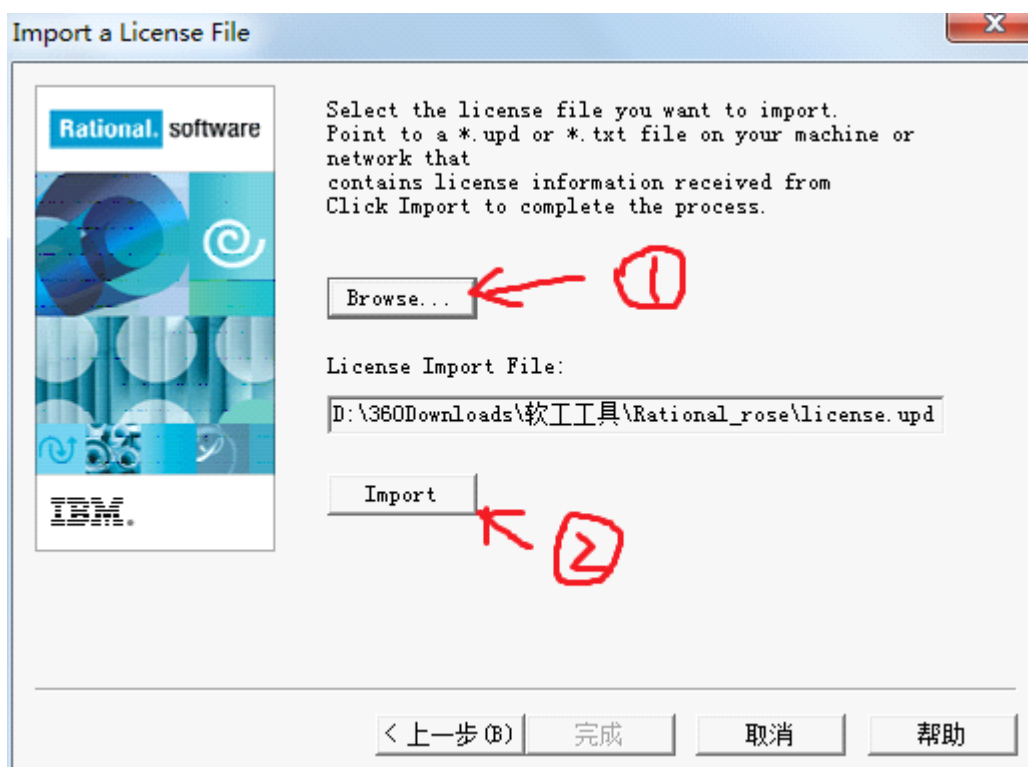 Import a License File
X
Rational. software
Select the license file you want to import.
Point to a *.upd or *.txt file on your machine or
network that
contains license information received from
Click Import to complete the process.
Browse...
①
License Import File:
D:\360Downloads\软工工具\Rational_rose\license.upd
Import
②
IBM.
< 上一步(B)
完成
取消
帮助